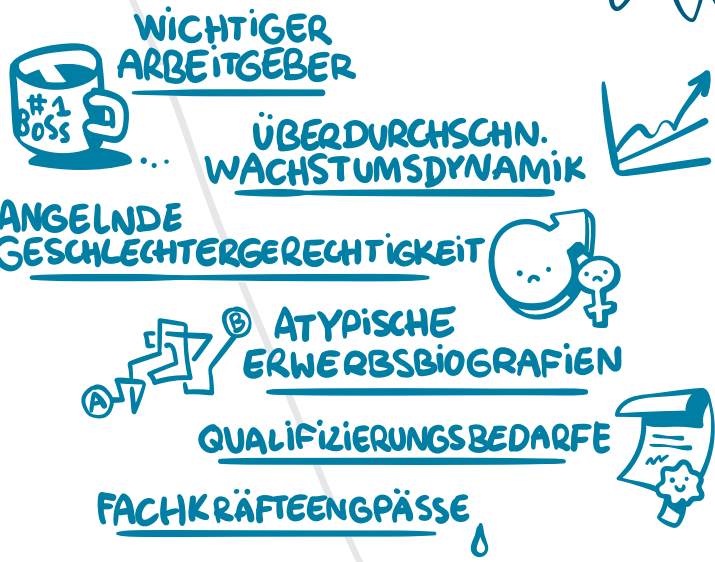 WICHTIGER
ARBEITGEBER
#1
BOSS
ÜBERDURCHSCHN.
WACHSTUMSDYNAMIK
ANGELNDE
GESCHLECHTERGERECHTIGKEIT
B
ATYPISCHE
ERWERBSBIOGRAFIEN
A
QUALIFIZIERUNGSBEDARFE
FACHKRÄFTEENGPÄSSE